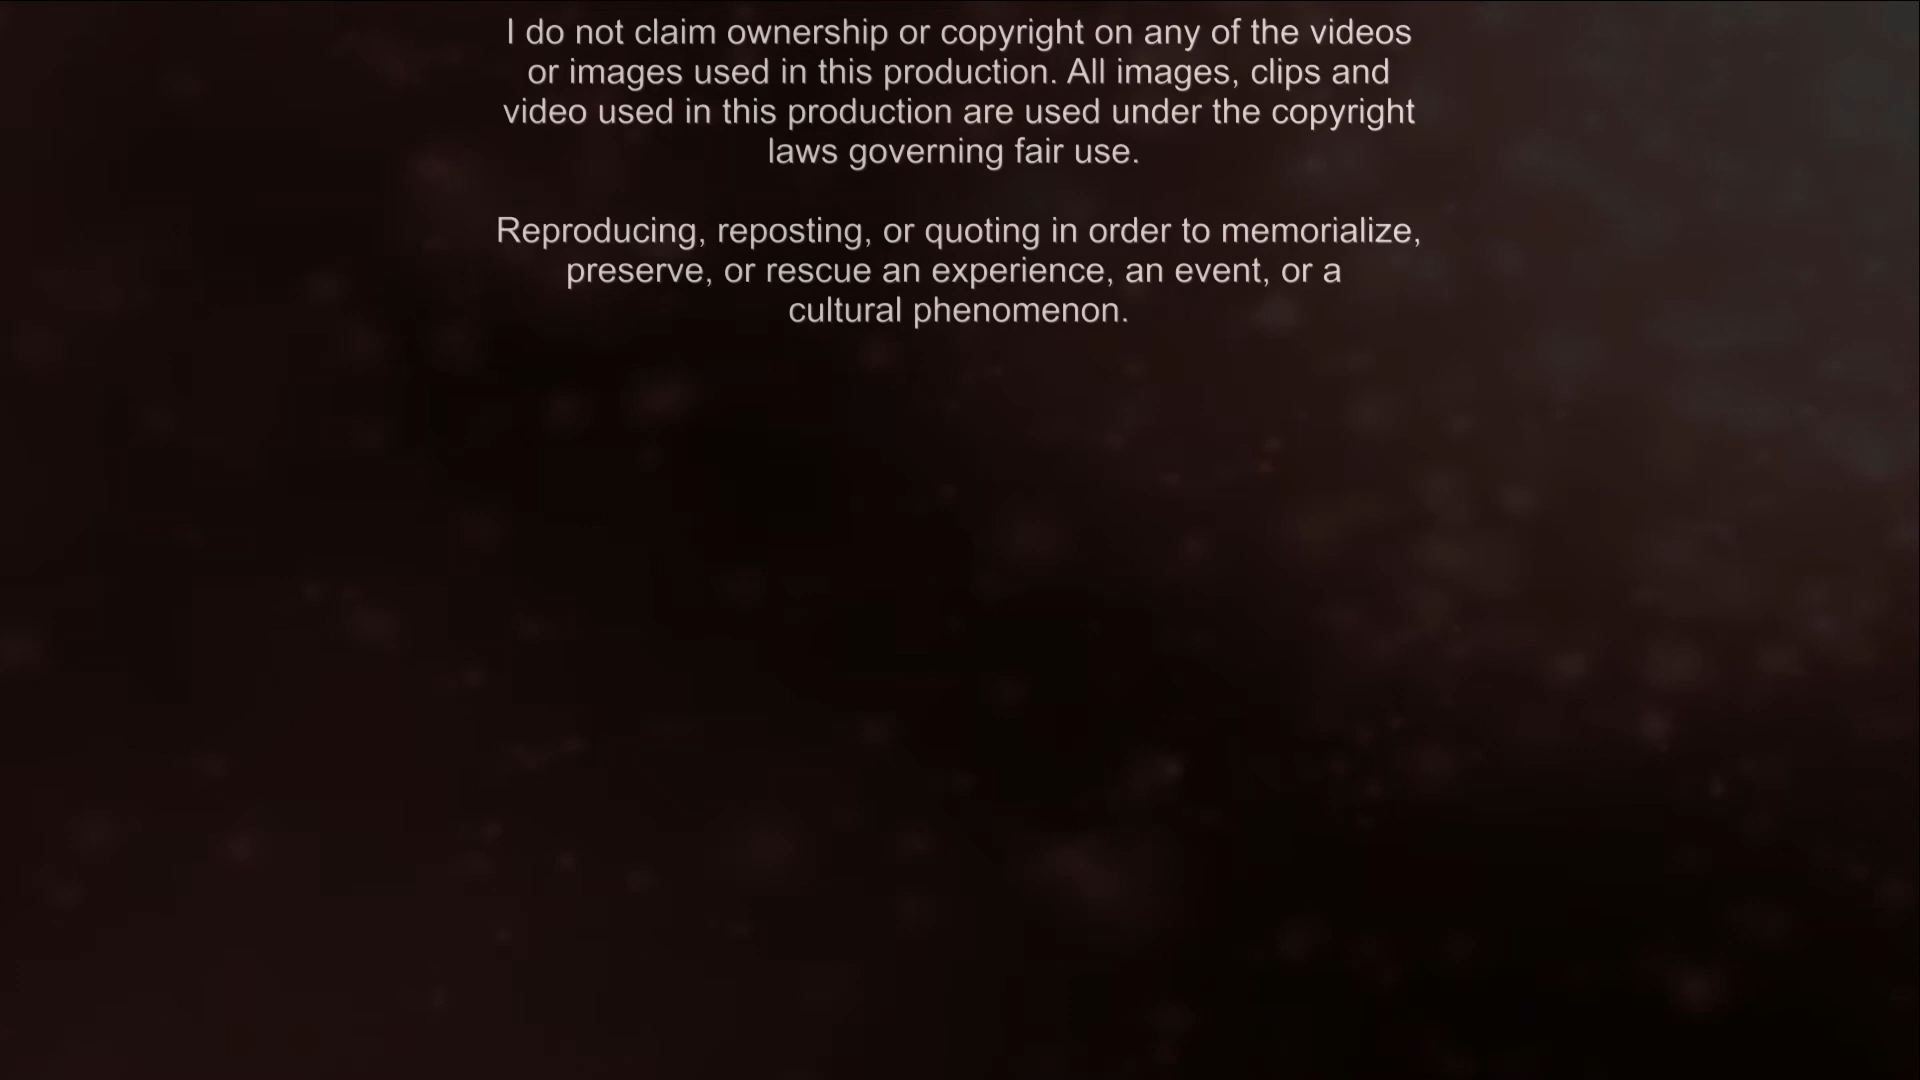 I do not claim ownership or copyright on any of the videos
or images used in this production. All images, clips and
video used in this production are used under the copyright
laws governing fair use.
Reproducing, reposting, or quoting in order to memorialize,
preserve, or rescue an experience, an event, or a
cultural phenomenon.